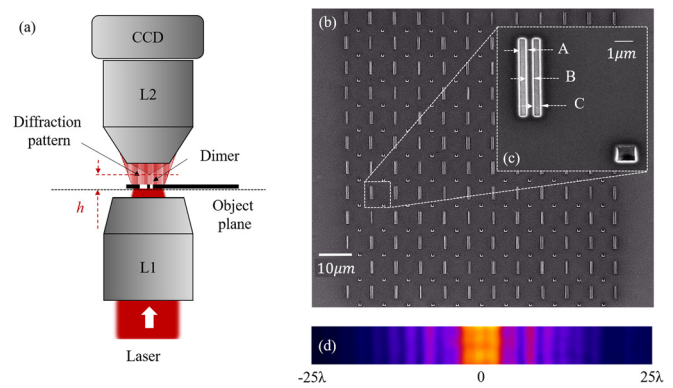 (a)
CCD
L2
Diffraction
pattern
Dimer
h
Object
plane
L1
Laser
(b)
1μm
A
B
C
(c)
10μm
(d)
-25λ
0
25λ